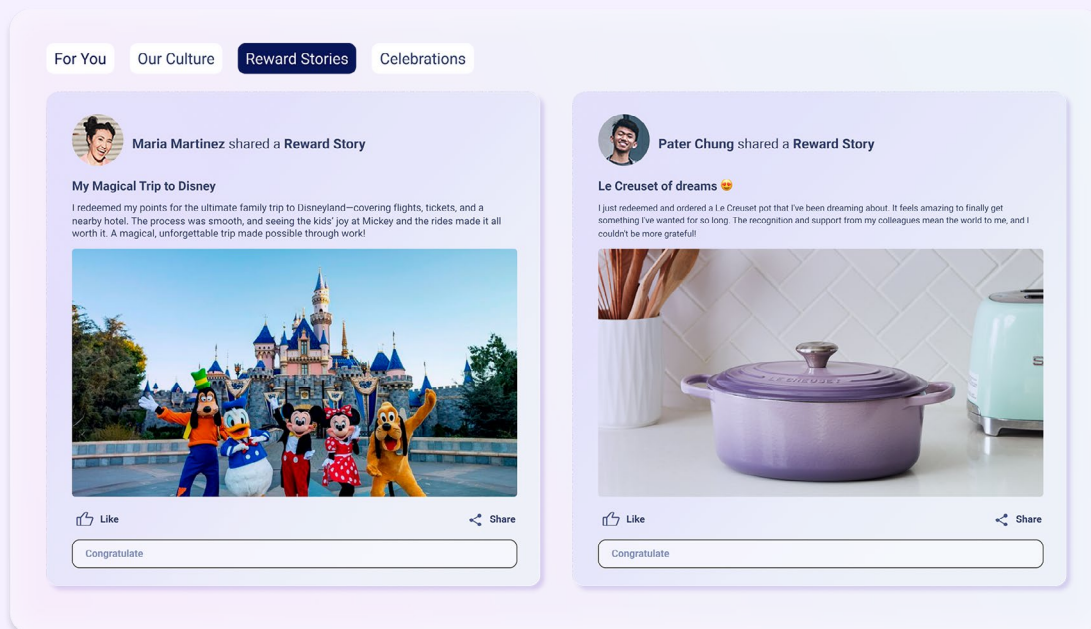 For You
Our Culture
Reward Stories
Celebrations
Maria Martinez shared a Reward Story
My Magical Trip to Disney
I redeemed my points for the ultimate family trip to Disneyland—covering flights, tickets, and a
nearby hotel. The process was smooth, and seeing the kids' joy at Mickey and the rides made it all
worth it. A magical, unforgettable trip made possible through work!
Like
Share
Congratulate
Pater Chung shared a Reward Story
Le Creuset of dreams 😍
I just redeemed and ordered a Le Creuset pot that I've been dreaming about. It feels amazing to finally get
something I've wanted for so long. The recognition and support from my colleagues mean the world to me, and I
couldn't be more grateful!
LE CREUSET
Like
Share
Congratulate